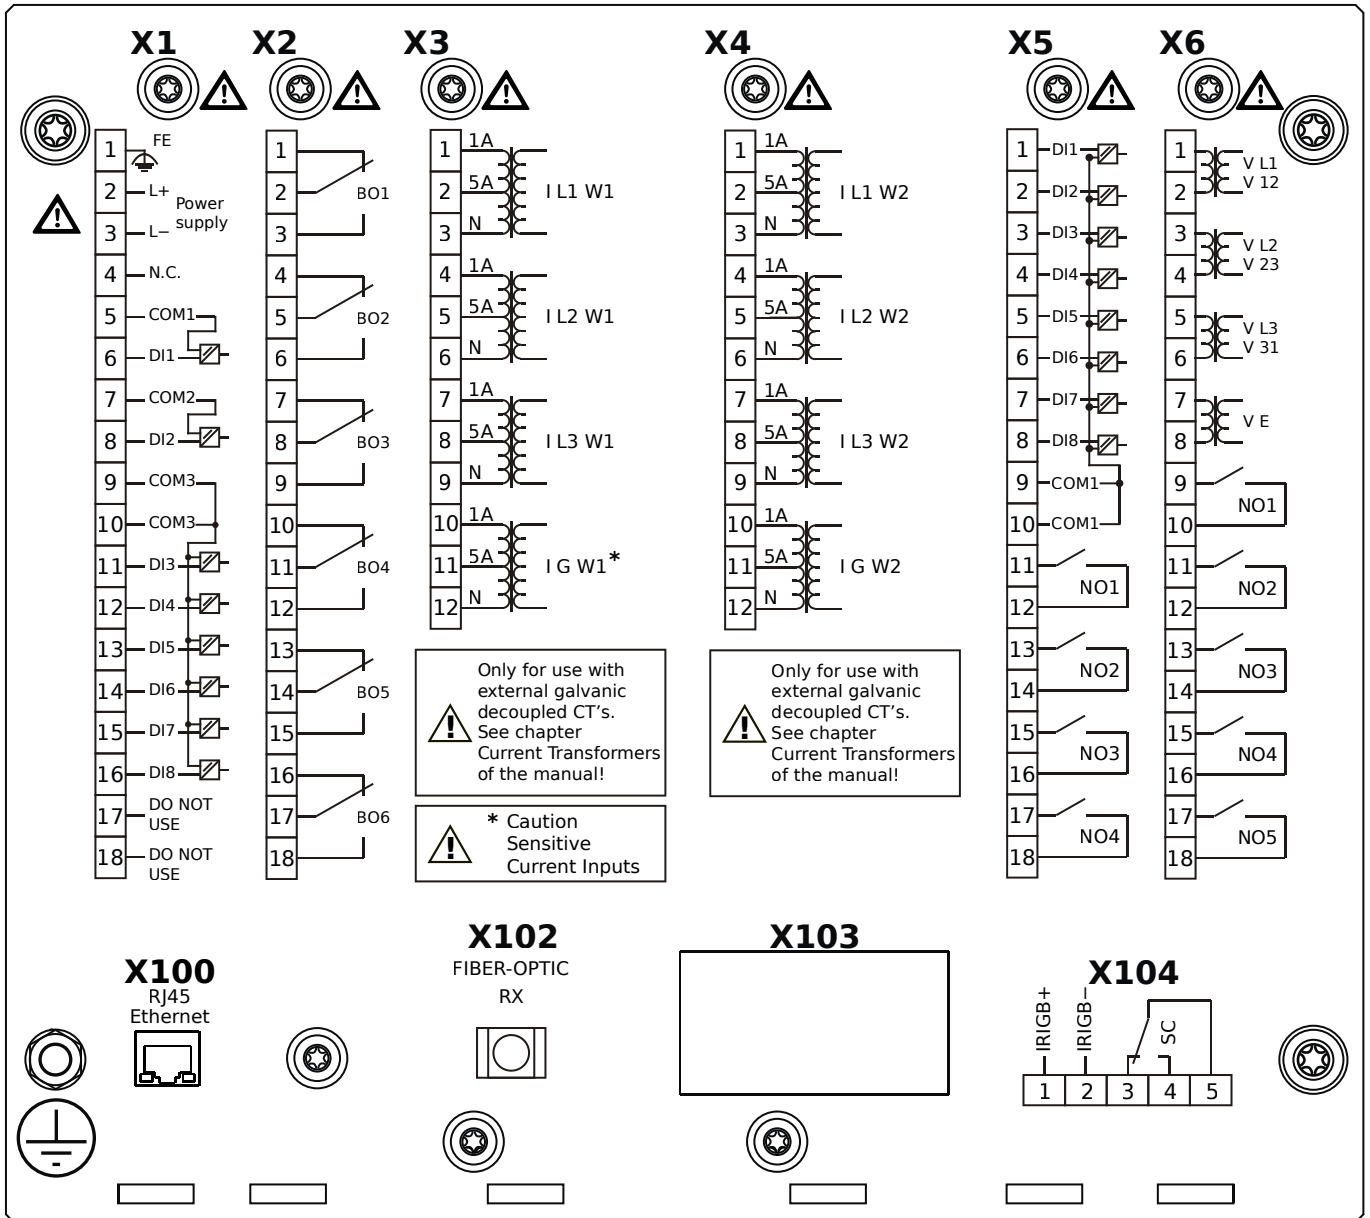 X1 X2 X3 X4 X5 X6
1 FE
2 L+
Power
supply
3 L−
4 N.C.
5 COM1
6 DI1
7 COM2
8 DI2
9 COM3
10 COM3
11 DI3
12 DI4
13 DI5
14 DI6
15 DI7
16 DI8
17 DO NOT
USE
18 DO NOT
USE
1
2 BO1
3
4
5 BO2
6
7
8 BO3
9
10
11 BO4
12
13
14 BO5
15
16
17 BO6
18
1 1A
2 5A I L1 W1
3 N
4 1A
5 5A I L2 W1
6 N
7 1A
8 5A I L3 W1
9 N
10 1A
11 5A I G W1*
12 N
Only for use with
external galvanic
decoupled CT's.
See chapter
Current Transformers
of the manual!
* Caution
Sensitive
Current Inputs
1 1A
2 5A I L1 W2
3 N
4 1A
5 5A I L2 W2
6 N
7 1A
8 5A I L3 W2
9 N
10 1A
11 5A I G W2
12 N
Only for use with
external galvanic
decoupled CT's.
See chapter
Current Transformers
of the manual!
1 DI1
2 DI2
3 DI3
4 DI4
5 DI5
6 DI6
7 DI7
8 DI8
9 COM1
10 COM1
11
NO1
12
13
NO2
14
15
NO3
16
17
NO4
18
1
V L1
V 12
2
3
V L2
V 23
4
5
V L3
V 31
6
7
V E
8
9
NO1
10
11
NO2
12
13
NO3
14
15
NO4
16
17
NO5
18
X100
RJ45
Ethernet
X102
FIBER-OPTIC
RX
X103
X104
IRIGB+
IRIGB−
SC
1 2 3 4 5